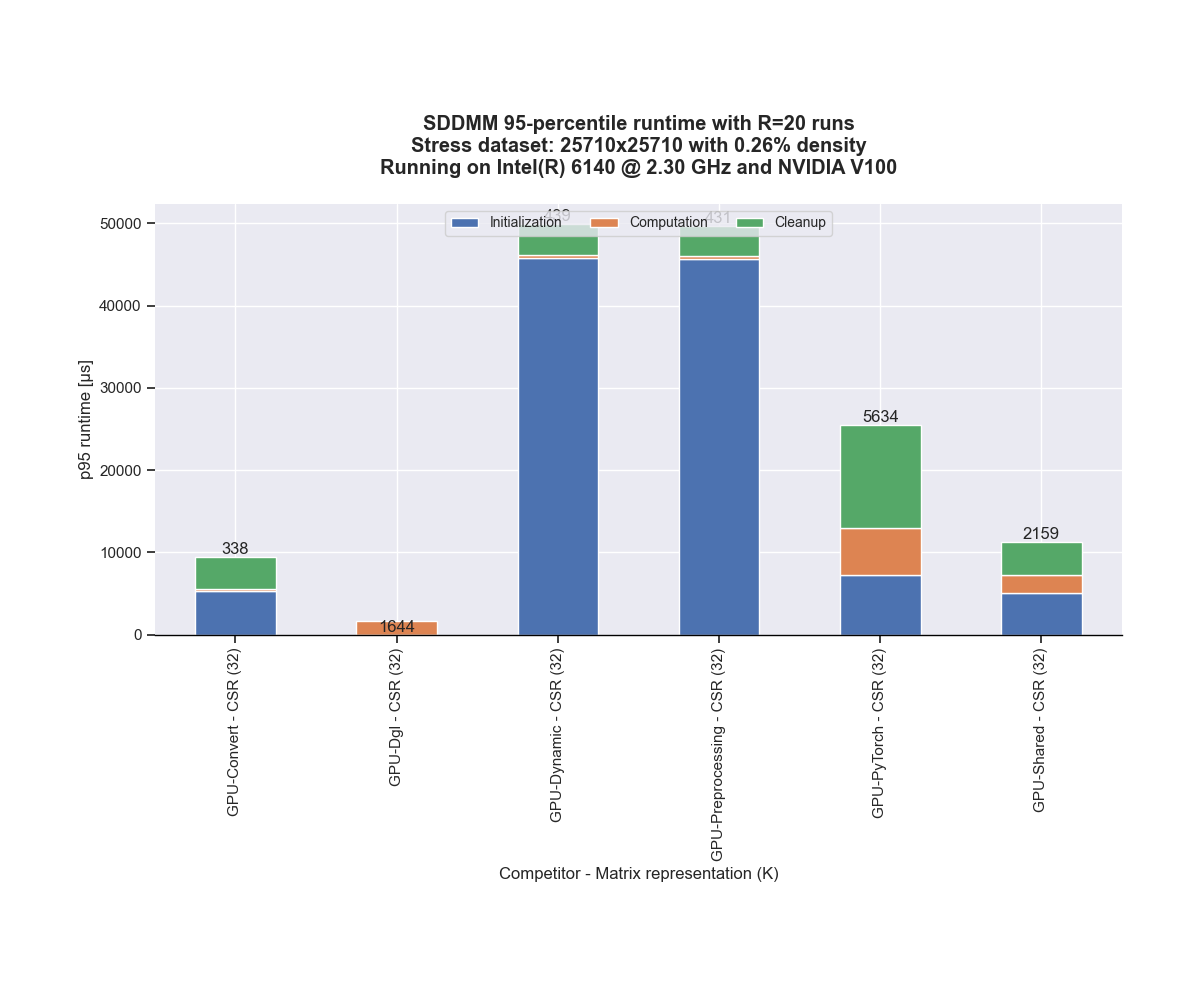 SDDMM 95-percentile runtime with R=20 runs
Stress dataset: 25710x25710 with 0.26% density
Running on Intel(R) 6140 @ 2.30 GHz and NVIDIA V100
439
431
Initialization Computation Cleanup
50000
40000
30000
20000
10000
0
p95 runtime [μs]
5634
2159
338
1644
GPU-Convert - CSR (32)
GPU-Dgl - CSR (32)
GPU-Dynamic - CSR (32)
GPU-Preprocessing - CSR (32)
GPU-PyTorch - CSR (32)
GPU-Shared - CSR (32)
Competitor - Matrix representation (K)